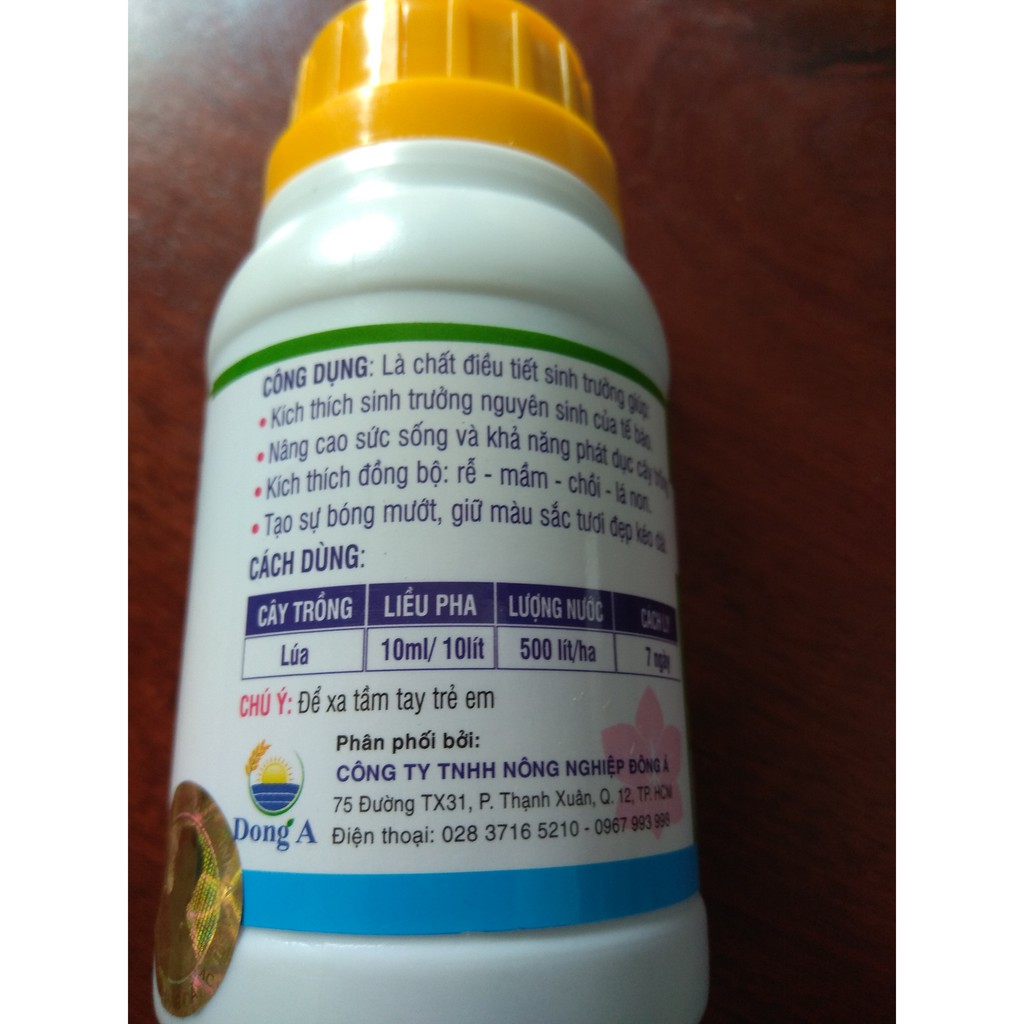 CÔNG DỤNG: Là chất điều tiết sinh trưởng giúp:
• Kích thích sinh trưởng nguyên sinh của tế bào.
• Nâng cao sức sống và khả năng phát dục cây trồng
• Kích thích đồng bộ: rễ - mầm - chồi - lá non.
• Tạo sự bóng mướt, giữ màu sắc tươi đẹp kéo dà
CÁCH DÙNG:
CÂY TRỒNG LIỀU PHA LƯỢNG NƯỚC CÁCH LY
Lúa 10ml/ 10lít 500 lít/ha 7 ngày
CHÚ Ý: Để xa tầm tay trẻ em
Phân phối bởi:
CÔNG TY TNHH NÔNG NGHIỆP ĐÔNG Á
75 Đường TX31, P. Thạnh Xuân, Q. 12, TP. HCM
Điện thoại: 028 3716 5210 - 0967 993 998
Dong A